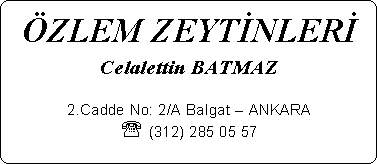 ÖZLEM ZEYTİNLERİ
Celalettin BATMAZ
2.Cadde No: 2/A Balgat – ANKARA
☎ (312) 285 05 57